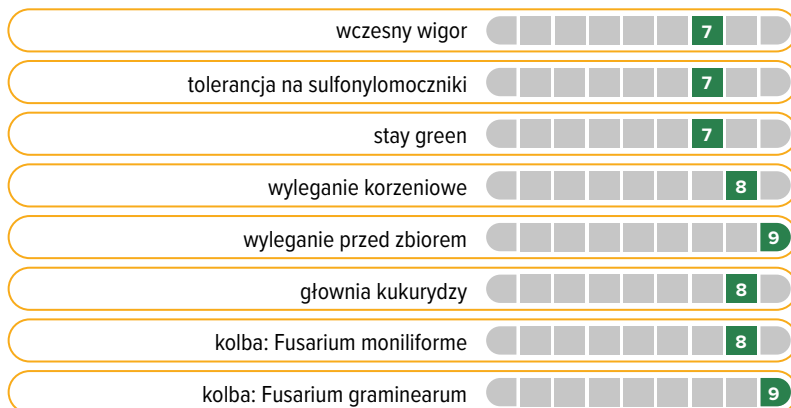 wczesny wigor 7
tolerancja na sulfonylomoczniki 7
stay green 7
wyleganie korzeniowe 8
wyleganie przed zbiorem 9
głownia kukurydzy 8
kolba: Fusarium moniliforme 8
kolba: Fusarium graminearum 9